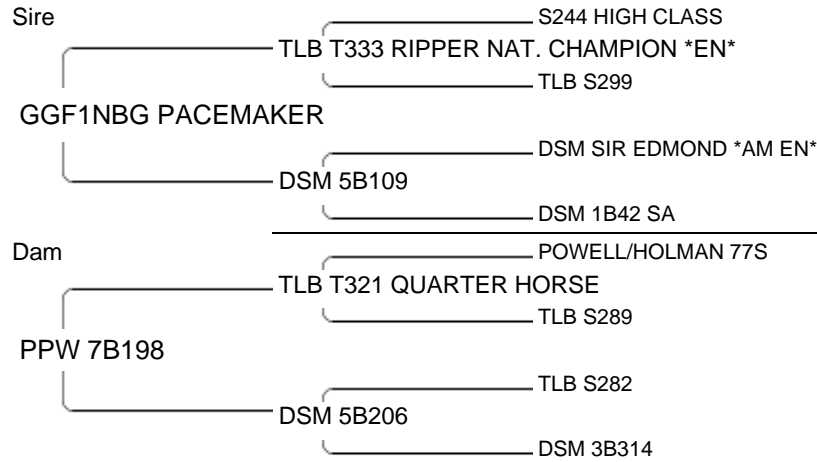 Sire
S244 HIGH CLASS
TLB T333 RIPPER NAT. CHAMPION *EN*
TLB S299
GGF1NBG PACEMAKER
DSM SIR EDMOND *AM EN*
DSM 5B109
DSM 1B42 SA
Dam
POWELL/HOLMAN 77S
TLB T321 QUARTER HORSE
TLB S289
PPW 7B198
TLB S282
DSM 5B206
DSM 3B314